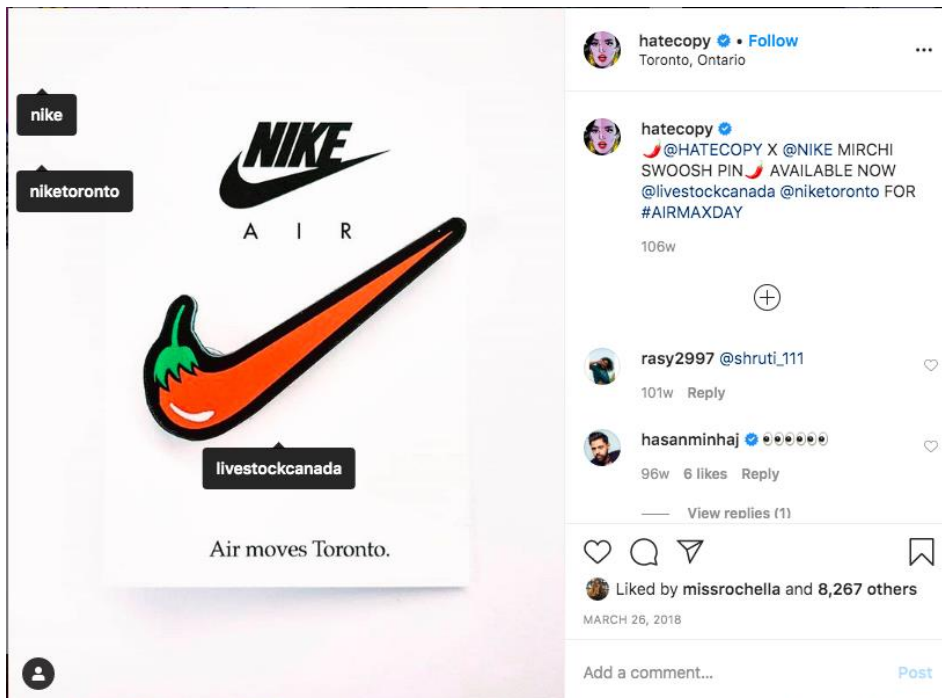 nike
niketoronto
NIKE
A I R
livestockcanada
Air moves Toronto.
hatecopy • Follow
Toronto, Ontario
hatecopy
🌶️@HATECOPY X @NIKE MIRCHI
SWOOSH PIN🌶️ AVAILABLE NOW
@livestockcanada @niketoronto FOR
#AIRMAXDAY
106w
rasy2997 @shruti_111
101w Reply
hasanminhaj 👀👀👀
96w 6 likes Reply
View replies (1)
Liked by missrochella and 8,267 others
MARCH 26, 2018
Add a comment... Post